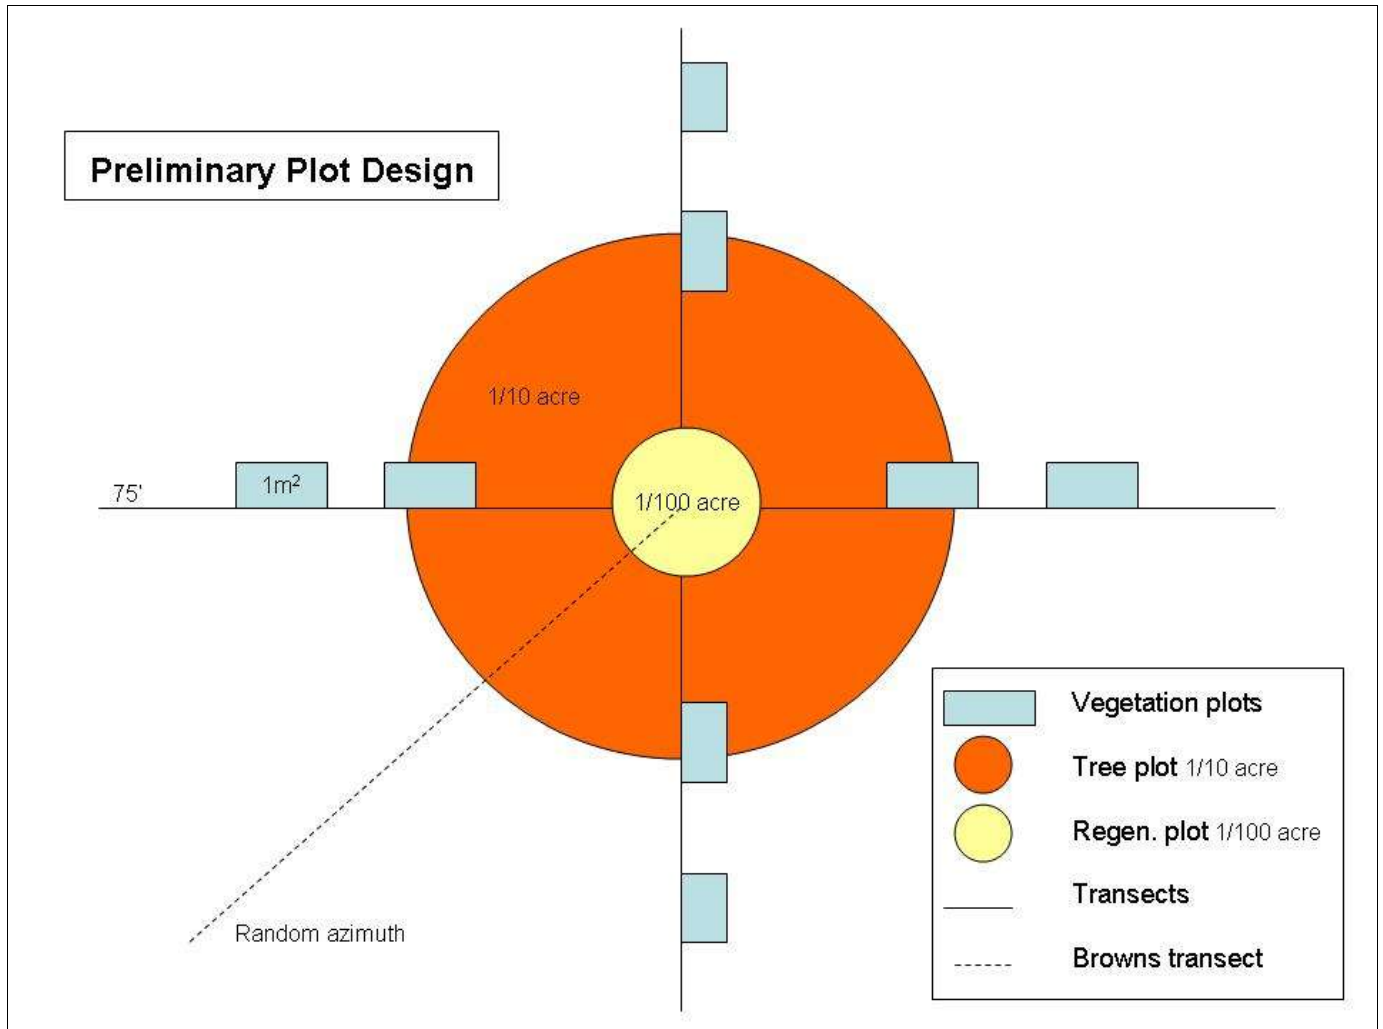 Preliminary Plot Design
1/10 acre
75'
1m²
1/100 acre
Random azimuth
Vegetation plots
Tree plot 1/10 acre
Regen. plot 1/100 acre
Transects
Browns transect